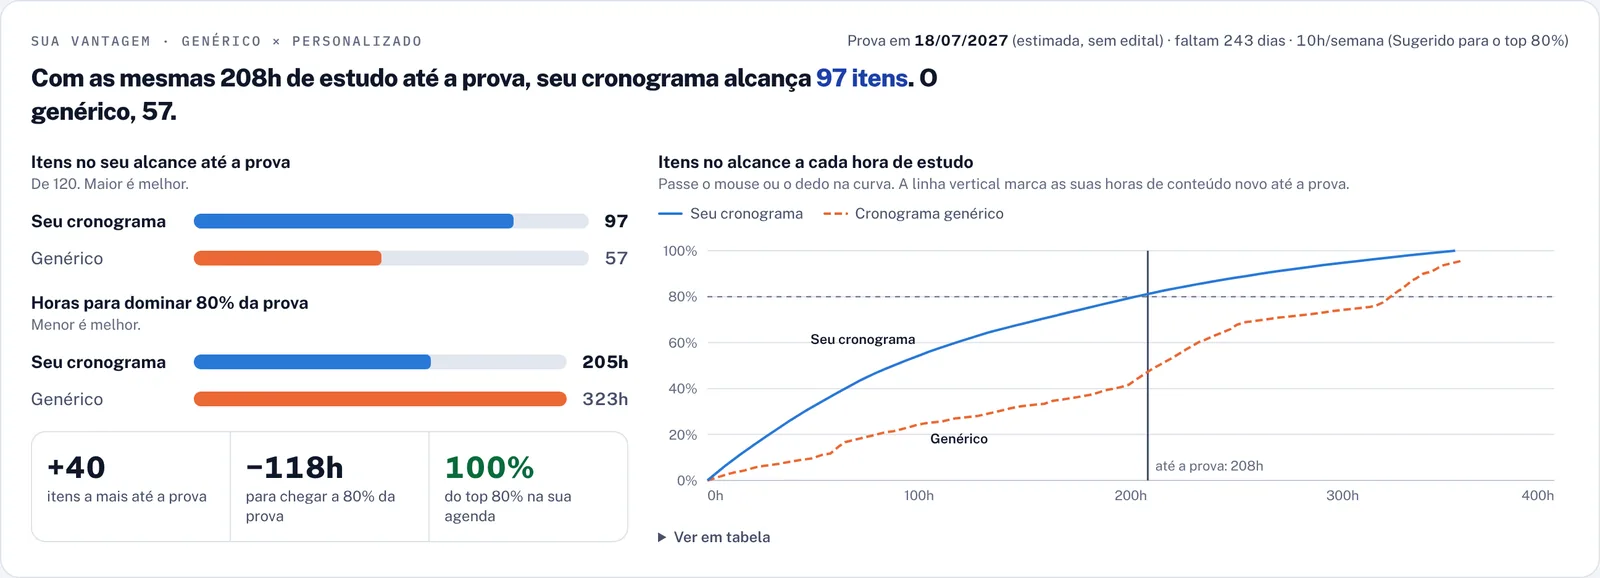 SUA VANTAGEM · GENÉRICO × PERSONALIZADO
Prova em 18/07/2027 (estimada, sem edital) · faltam 243 dias · 10h/semana (Sugerido para o top 80%)
Com as mesmas 208h de estudo até a prova, seu cronograma alcança 97 itens. O
genérico, 57.
Itens no seu alcance até a prova
De 120. Maior é melhor.
Seu cronograma 97
Genérico 57
Horas para dominar 80% da prova
Menor é melhor.
Seu cronograma 205h
Genérico 323h
+40
itens a mais até a prova
−118h
para chegar a 80% da
prova
100%
do top 80% na sua
agenda
Itens no alcance a cada hora de estudo
Passe o mouse ou o dedo na curva. A linha vertical marca as suas horas de conteúdo novo até a prova.
Seu cronograma Cronograma genérico
100%
80%
60%
40%
20%
0%
Seu cronograma
Genérico
até a prova: 208h
0h 100h 200h 300h 400h
▶ Ver em tabela